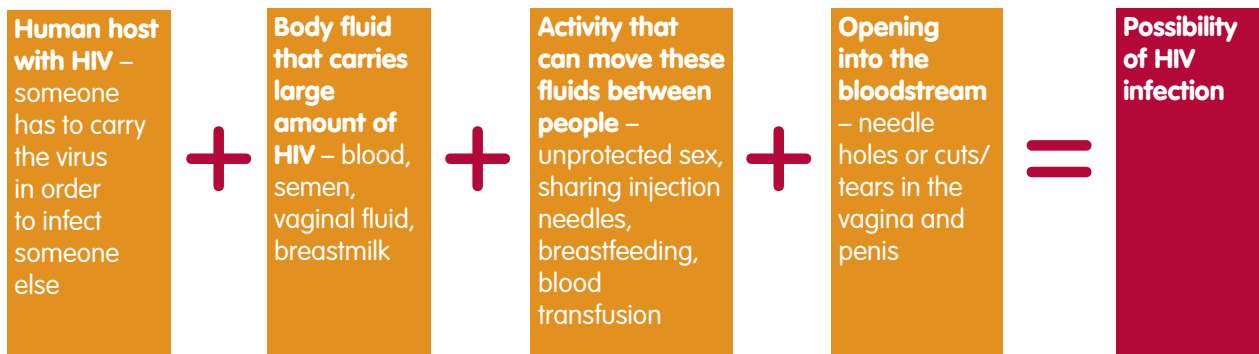 Human host
with HIV –
someone
has to carry
the virus
in order
to infect
someone
else
+
Body fluid
that carries
large
amount of
HIV – blood,
semen,
vaginal fluid,
breastmilk
+
Activity that
can move these
fluids between
people –
unprotected sex,
sharing injection
needles,
breastfeeding,
blood
transfusion
+
Opening
into the
bloodstream
– needle
holes or cuts/
tears in the
vagina and
penis
=
Possibility
of HIV
infection